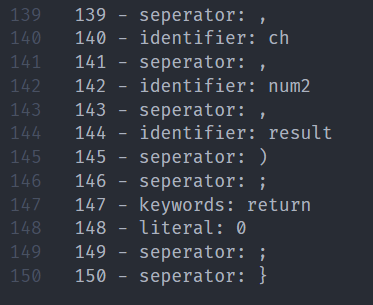 139 139 - seperator: ,
140 140 - identifier: ch
141 141 - seperator: ,
142 142 - identifier: num2
143 143 - seperator: ,
144 144 - identifier: result
145 145 - seperator: )
146 146 - seperator: ;
147 147 - keywords: return
148 148 - literal: 0
149 149 - seperator: ;
150 150 - seperator: }